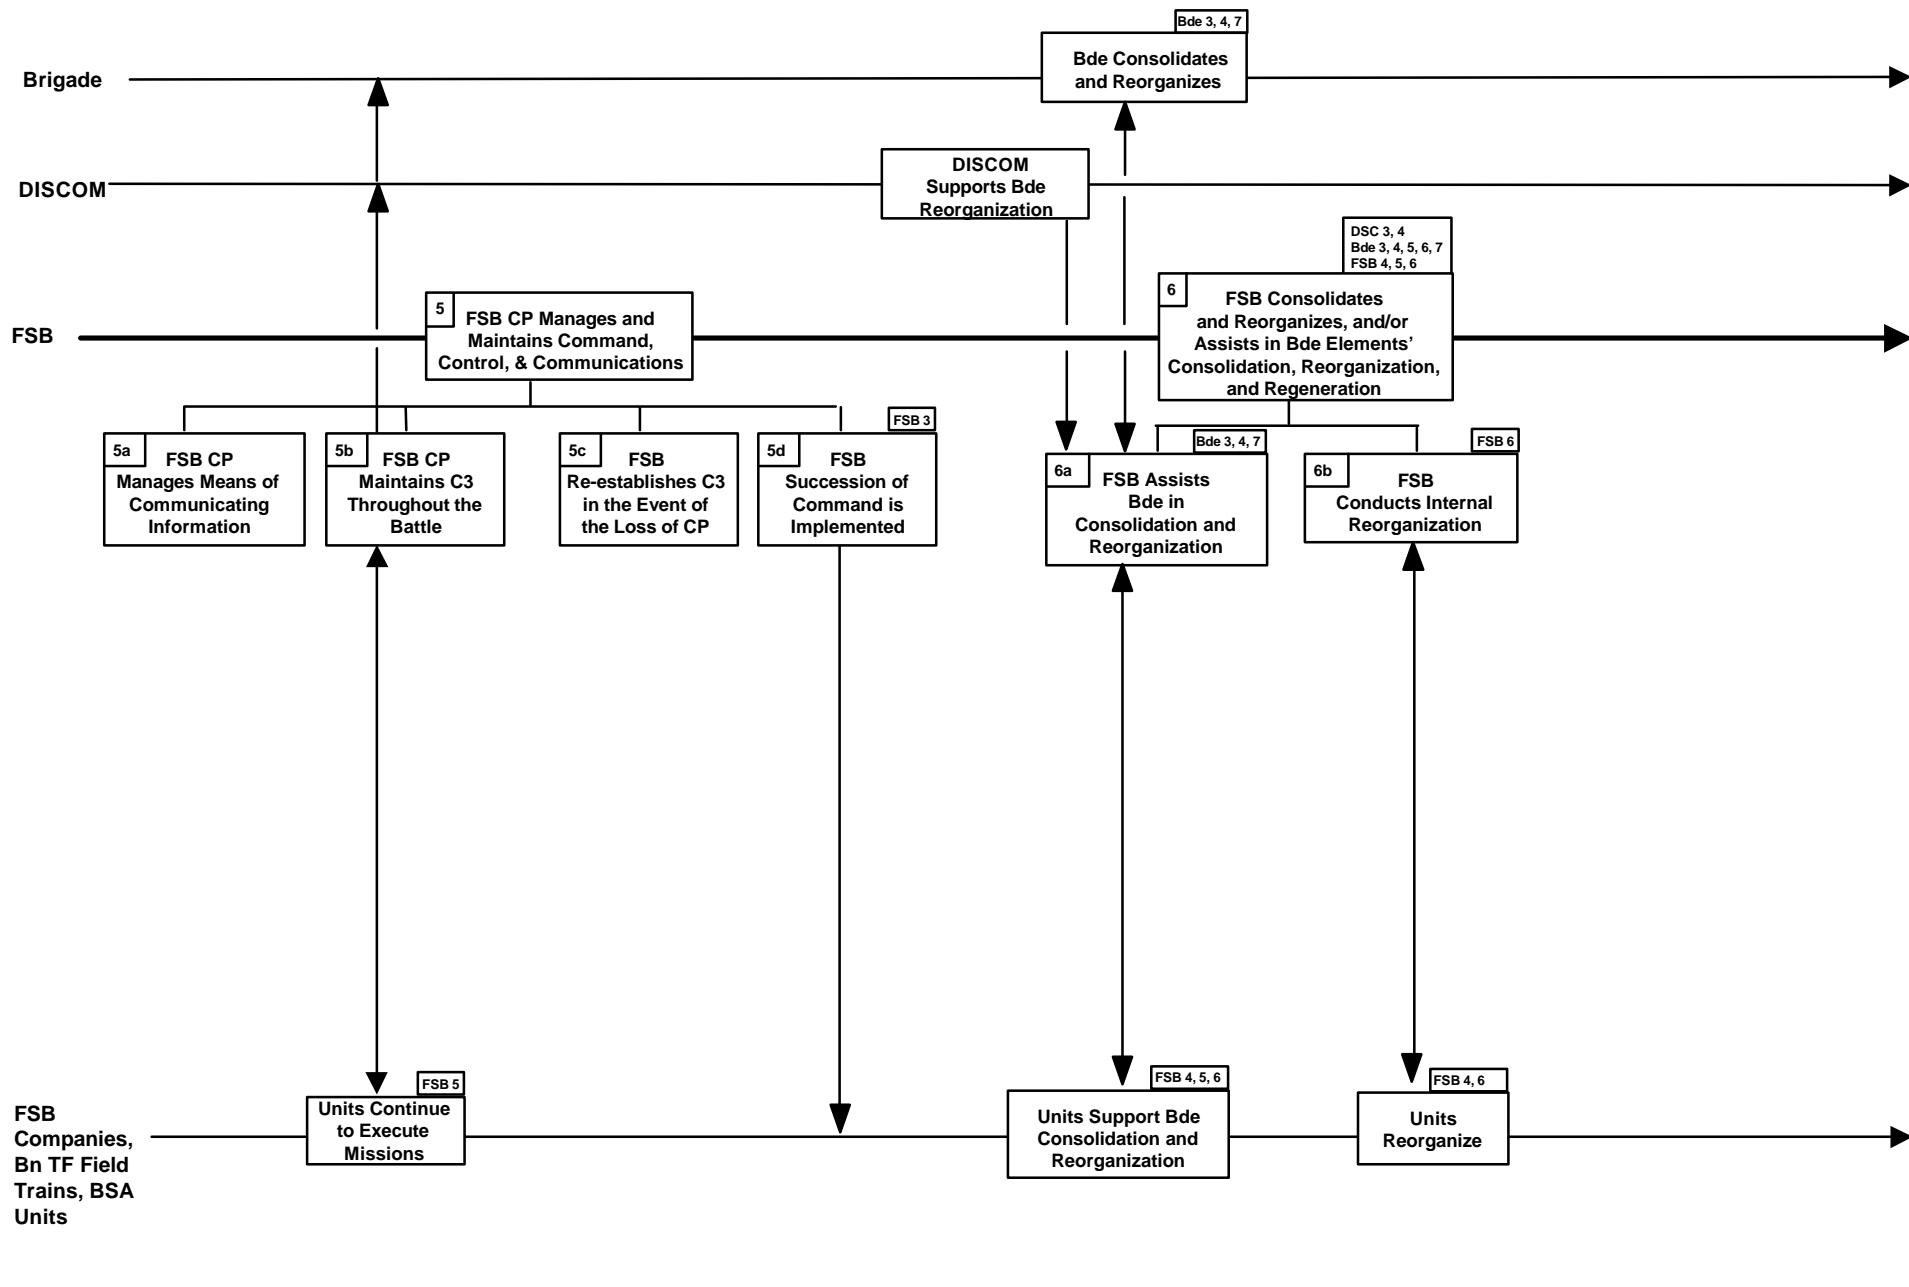 Bde 3, 4, 7
Bde Consolidates
and Reorganizes
Brigade
DISCOM
Supports Bde
Reorganization
DISCOM
DSC 3, 4
Bde 3, 4, 5, 6, 7
FSB 4, 5, 6
5
FSB CP Manages and
Maintains Command,
Control, & Communications
6
FSB Consolidates
and Reorganizes, and/or
Assists in Bde Elements’
Consolidation, Reorganization,
and Regeneration
FSB
5a
FSB CP
Manages Means of
Communicating
Information
5b
FSB CP
Maintains C3
Throughout the
Battle
5c
FSB
Re-establishes C3
in the Event of
the Loss of CP
FSB 3
5d
FSB
Succession of
Command is
Implemented
Bde 3, 4, 7
6a
FSB Assists
Bde in
Consolidation and
Reorganization
FSB 6
6b
FSB
Conducts Internal
Reorganization
FSB
Companies,
Bn TF Field
Trains, BSA
Units
FSB 5
Units Continue
to Execute
Missions
FSB 4, 5, 6
Units Support Bde
Consolidation and
Reorganization
FSB 4, 6
Units
Reorganize